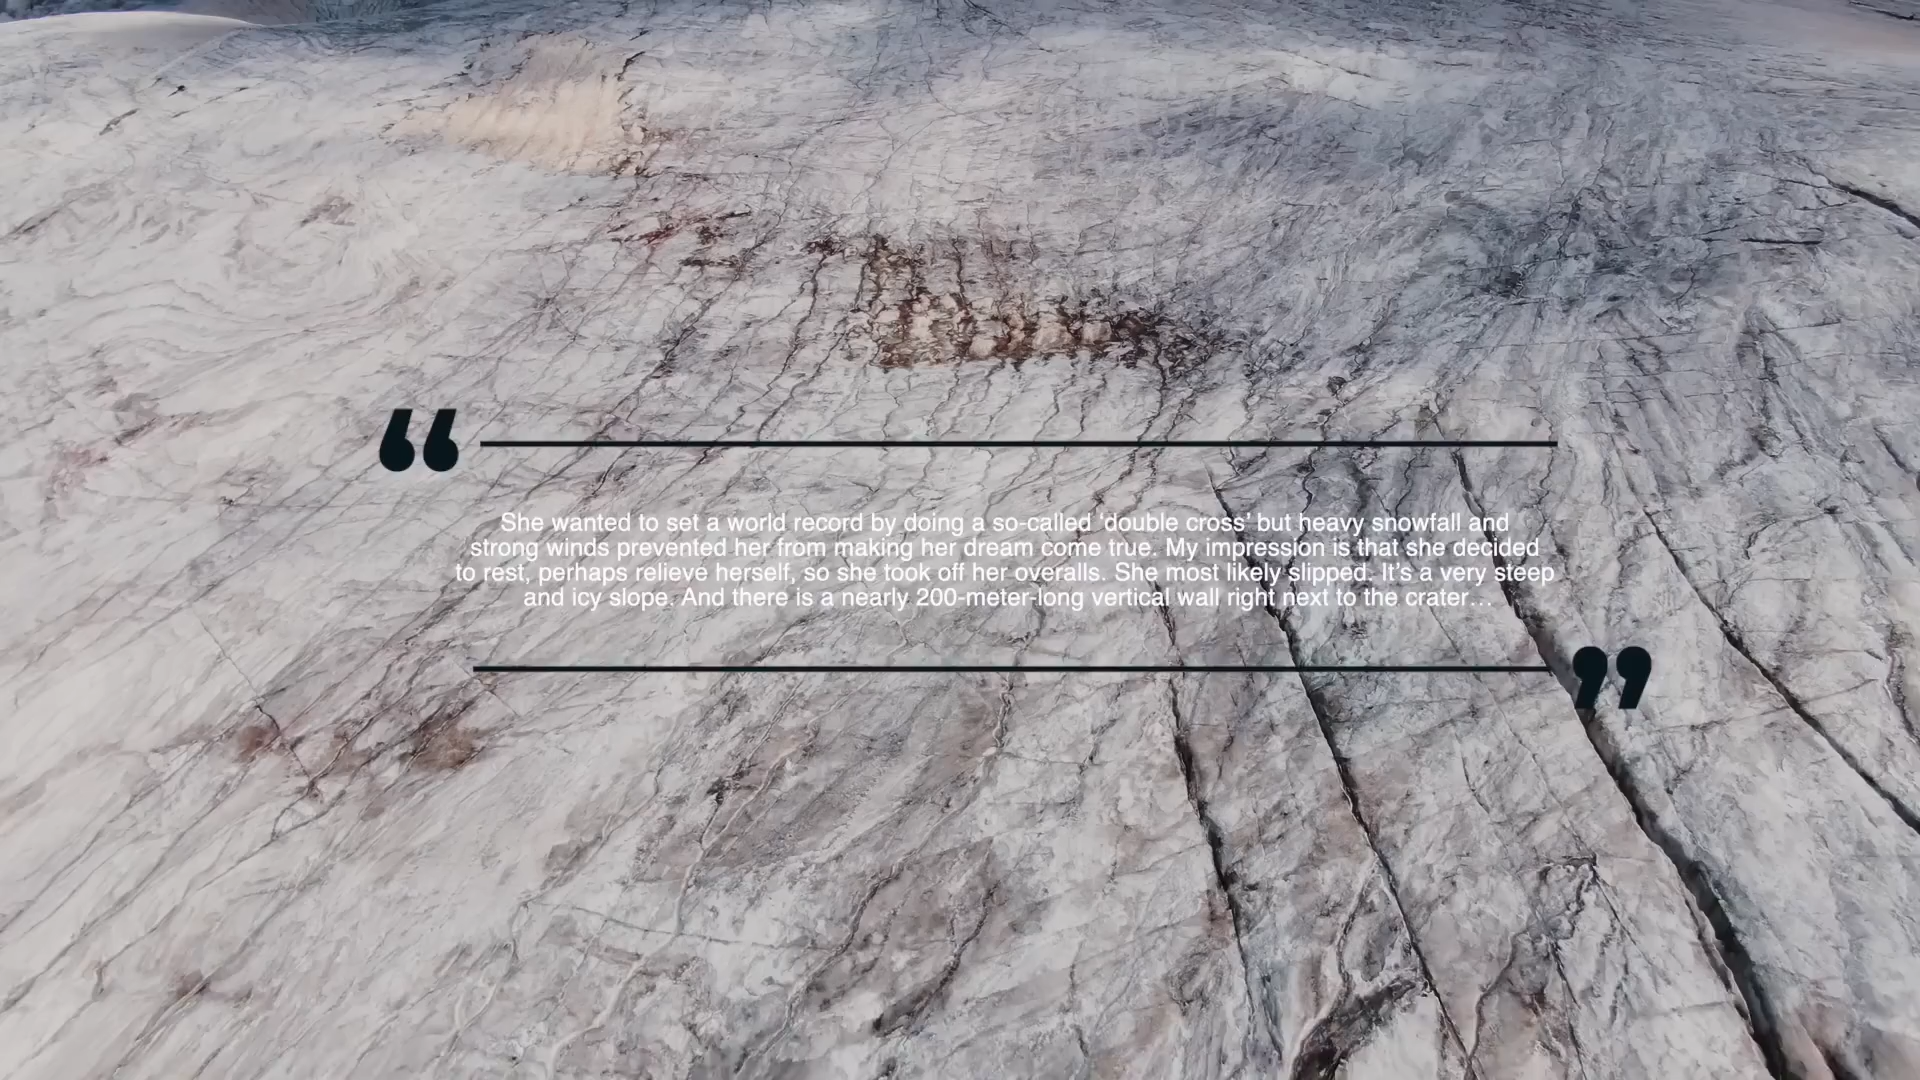 “
She wanted to set a world record by doing a so-called ‘double cross’ but heavy snowfall and
strong winds prevented her from making her dream come true. My impression is that she decided
to rest, perhaps relieve herself, so she took off her overalls. She most likely slipped. It’s a very steep
and icy slope. And there is a nearly 200-meter-long vertical wall right next to the crater…
”